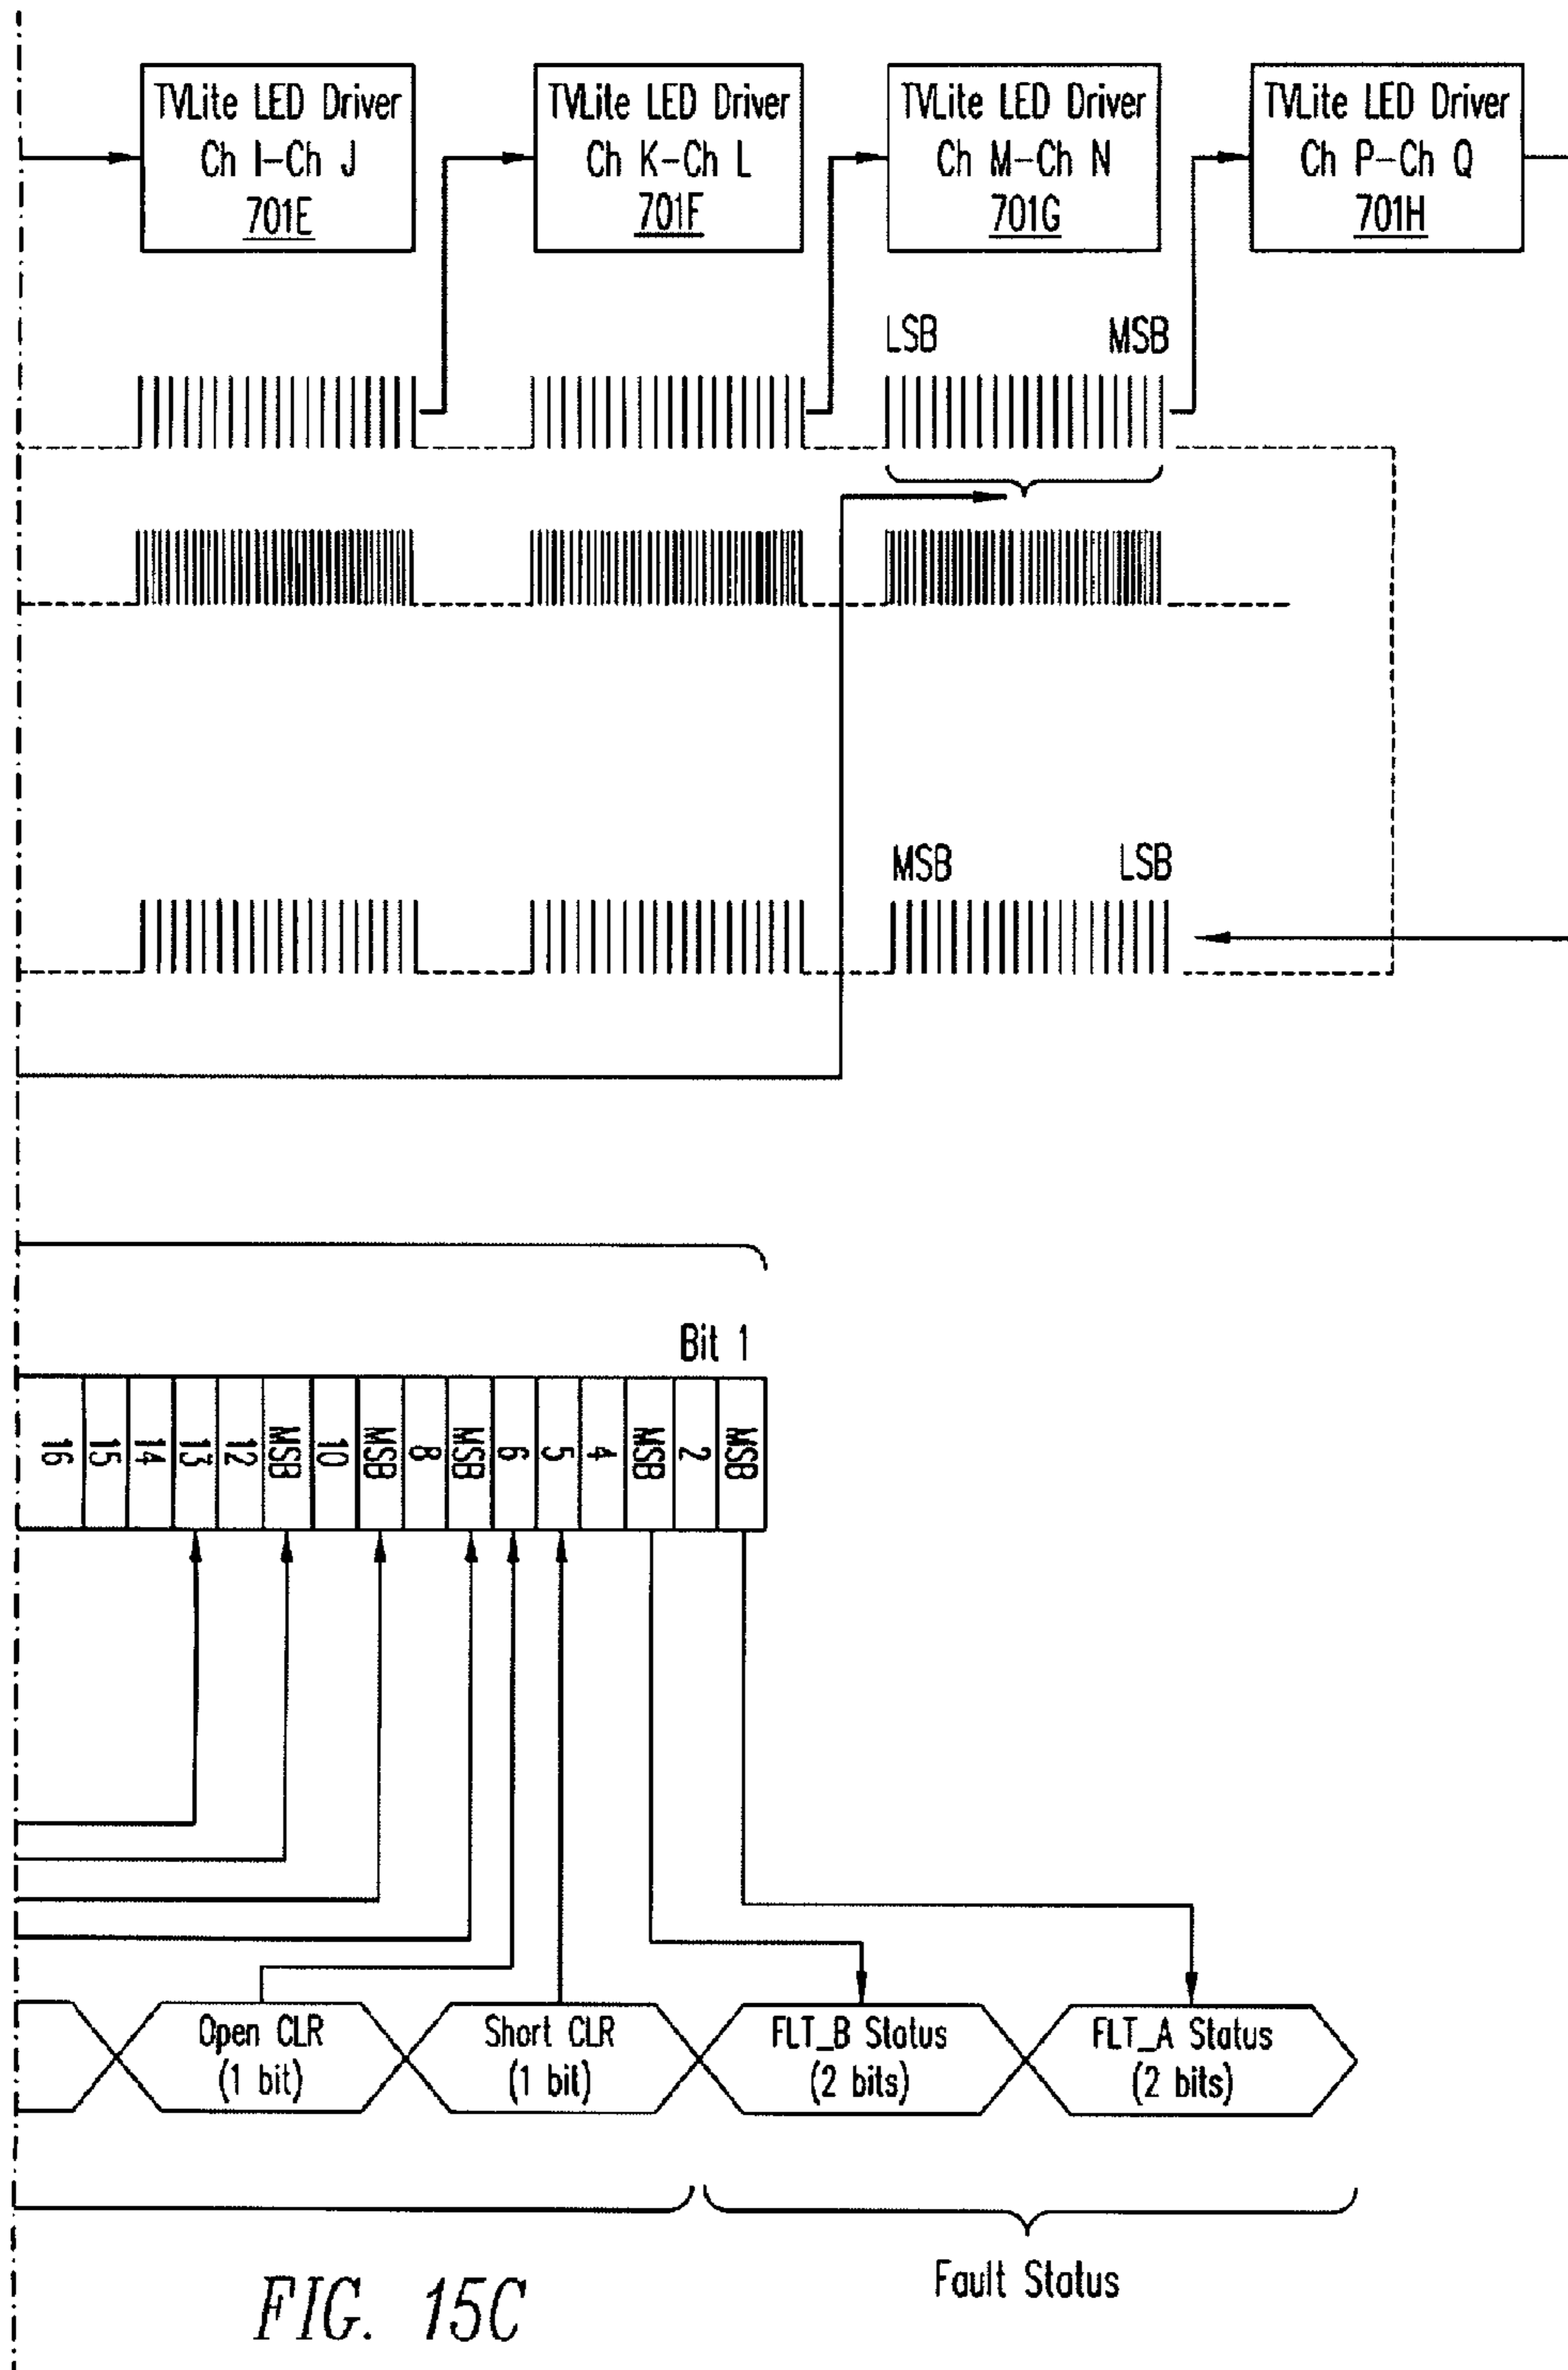 TVLite LED Driver
Ch I-Ch J
701E
TVLite LED Driver
Ch K-Ch L
701F
TVLite LED Driver
Ch M-Ch N
701G
TVLite LED Driver
Ch P-Ch Q
701H
LSB
MSB
MSB
LSB
Bit 1
16
15
14
13
12
MSB
10
MSB
8
MSB
6
5
4
MSB
2
MSB
Open CLR
(1 bit)
Short CLR
(1 bit)
FLT_B Status
(2 bits)
FLT_A Status
(2 bits)
Fault Status
FIG. 15C